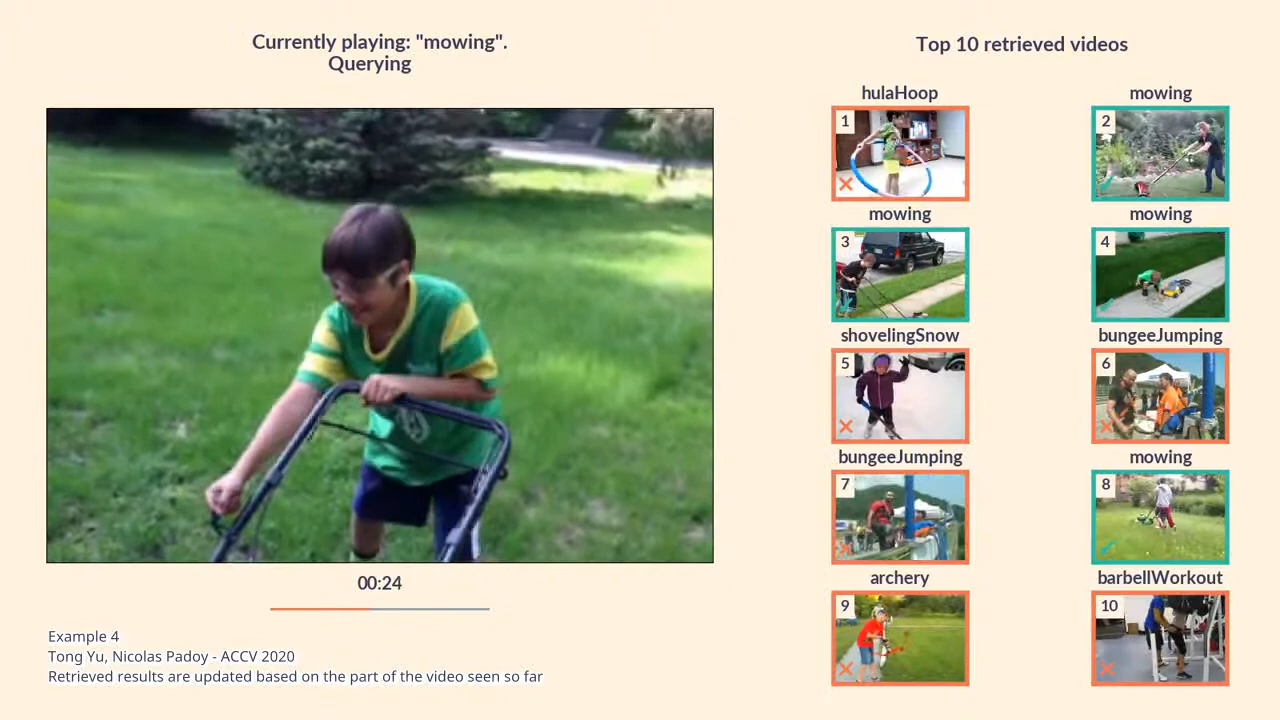 Currently playing: "mowing".
Querying
Top 10 retrieved videos
hulaHoop
mowing
1
2
mowing
mowing
3
4
shovelingSnow
bungeeJumping
5
6
bungeeJumping
mowing
7
8
archery
barbellWorkout
9
10
00:24
Example 4
Tong Yu, Nicolas Padoy - ACCV 2020
Retrieved results are updated based on the part of the video seen so far